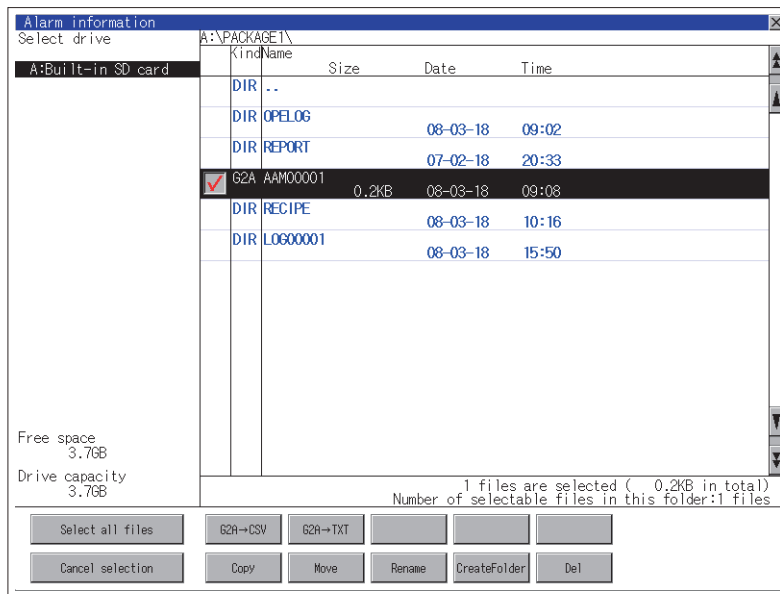 Alarm information
Select drive
A:\PACKAGE1\
A:Built-in SD card
Kind Name
Size Date Time
DIR ..
DIR OPELOG
08-03-18 09:02
DIR REPORT
07-02-18 20:33
G2A AAM00001
0.2KB 08-03-18 09:08
DIR RECIPE
08-03-18 10:16
DIR LOG00001
08-03-18 15:50
Free space
3.7GB
Drive capacity
3.7GB
1 files are selected ( 0.2KB in total)
Number of selectable files in this folder:1 files
Select all files G2A→CSV G2A→TXT
Cancel selection Copy Move Rename CreateFolder Del